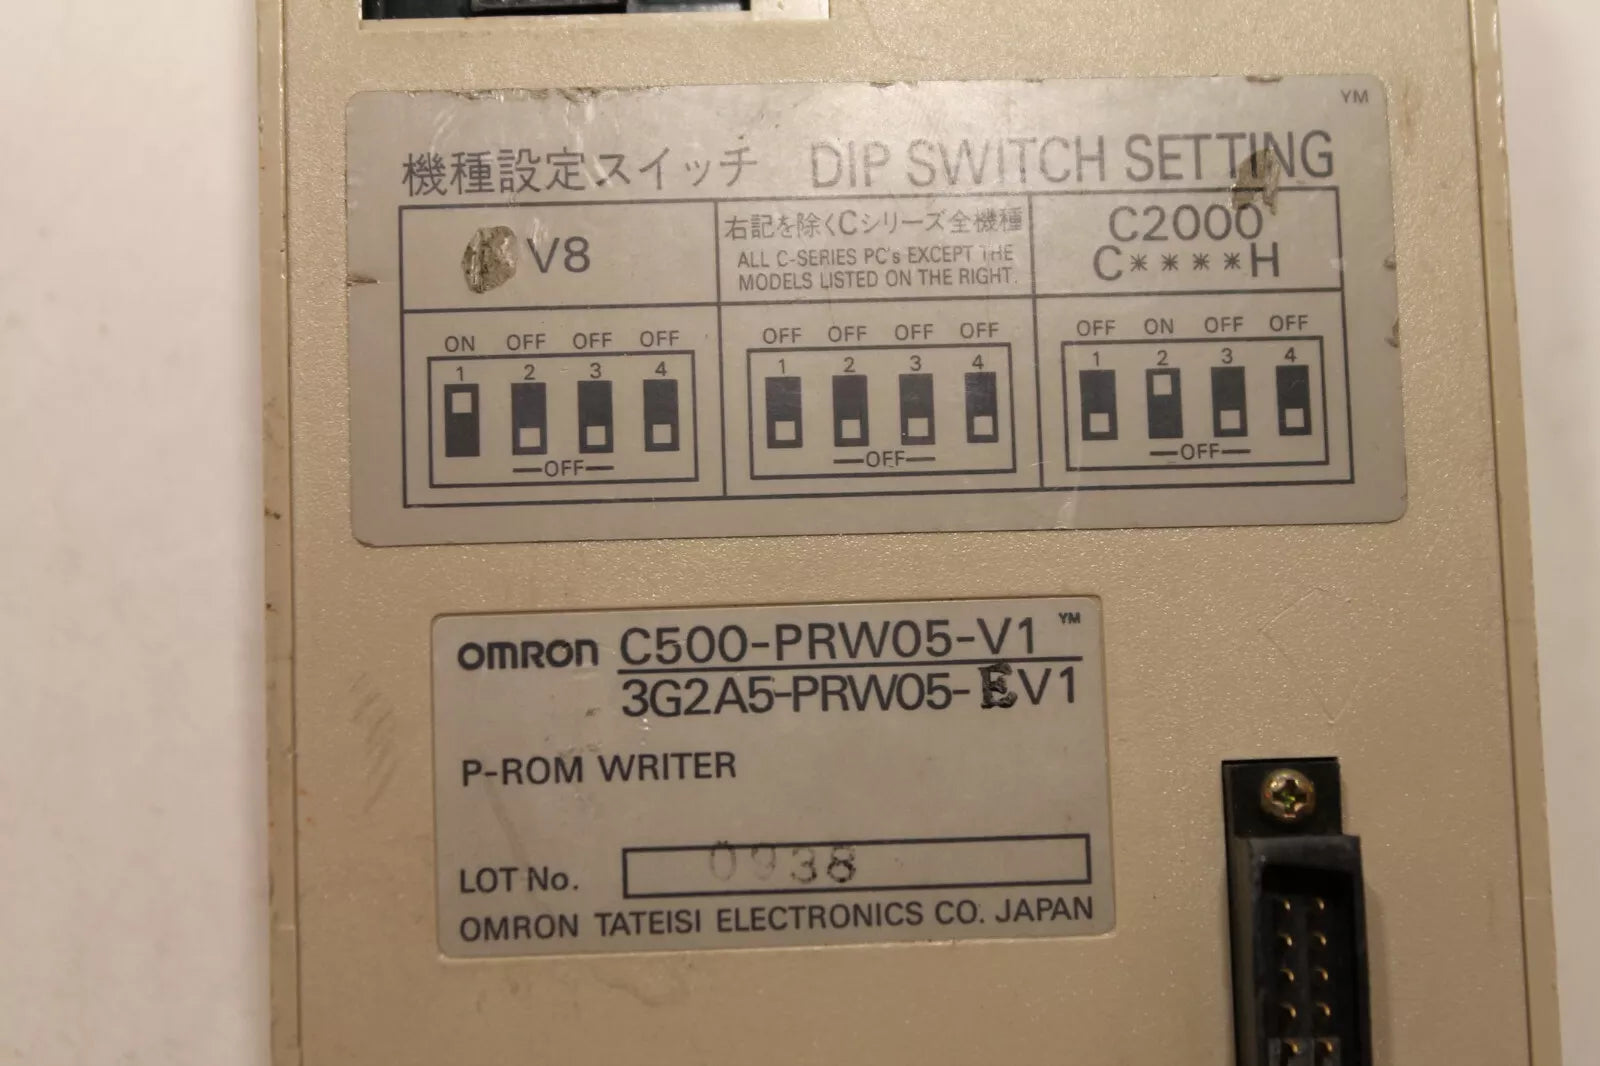 YM
機種設定スイッチ DIP SWITCH SETTING
V8
右記を除くCシリーズ全機種
ALL C-SERIES PC's EXCEPT THE
MODELS LISTED ON THE RIGHT.
C2000
C****H
ON OFF OFF OFF
1 2 3 4
OFF
OFF OFF OFF OFF
1 2 3 4
OFF
OFF ON OFF OFF
1 2 3 4
OFF
OMRON C500-PRW05-V1 YM
3G2A5-PRW05-EV1
P-ROM WRITER
LOT No. 0938
OMRON TATEISI ELECTRONICS CO. JAPAN